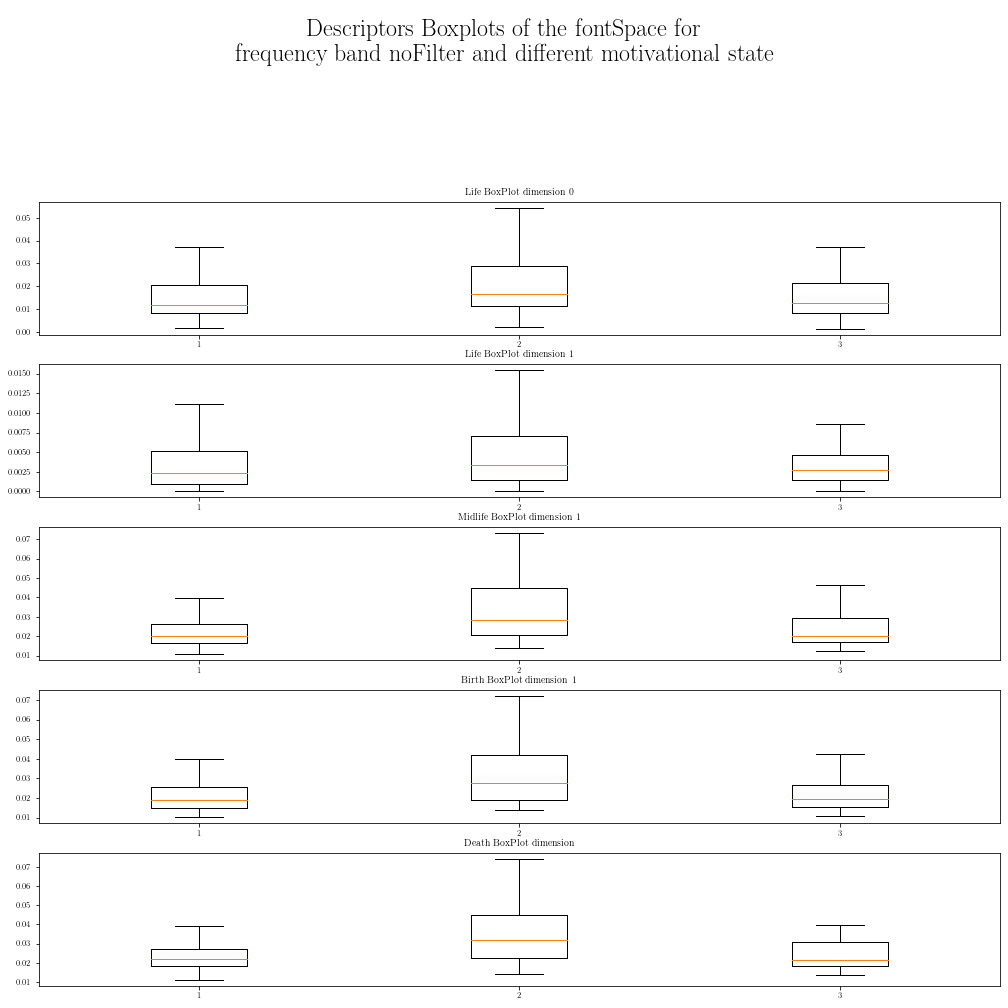 Descriptors Boxplots of the fontSpace for
frequency band noFilter and different motivational state
Life BoxPlot dimension 0
0.05
0.04
0.03
0.02
0.01
0.00
1 2 3
Life BoxPlot dimension 1
0.0150
0.0125
0.0100
0.0075
0.0050
0.0025
0.0000
1 2 3
Midlife BoxPlot dimension 1
0.07
0.06
0.05
0.04
0.03
0.02
0.01
1 2 3
Birth BoxPlot dimension 1
0.07
0.06
0.05
0.04
0.03
0.02
0.01
1 2 3
Death BoxPlot dimension
0.07
0.06
0.05
0.04
0.03
0.02
0.01
1 2 3